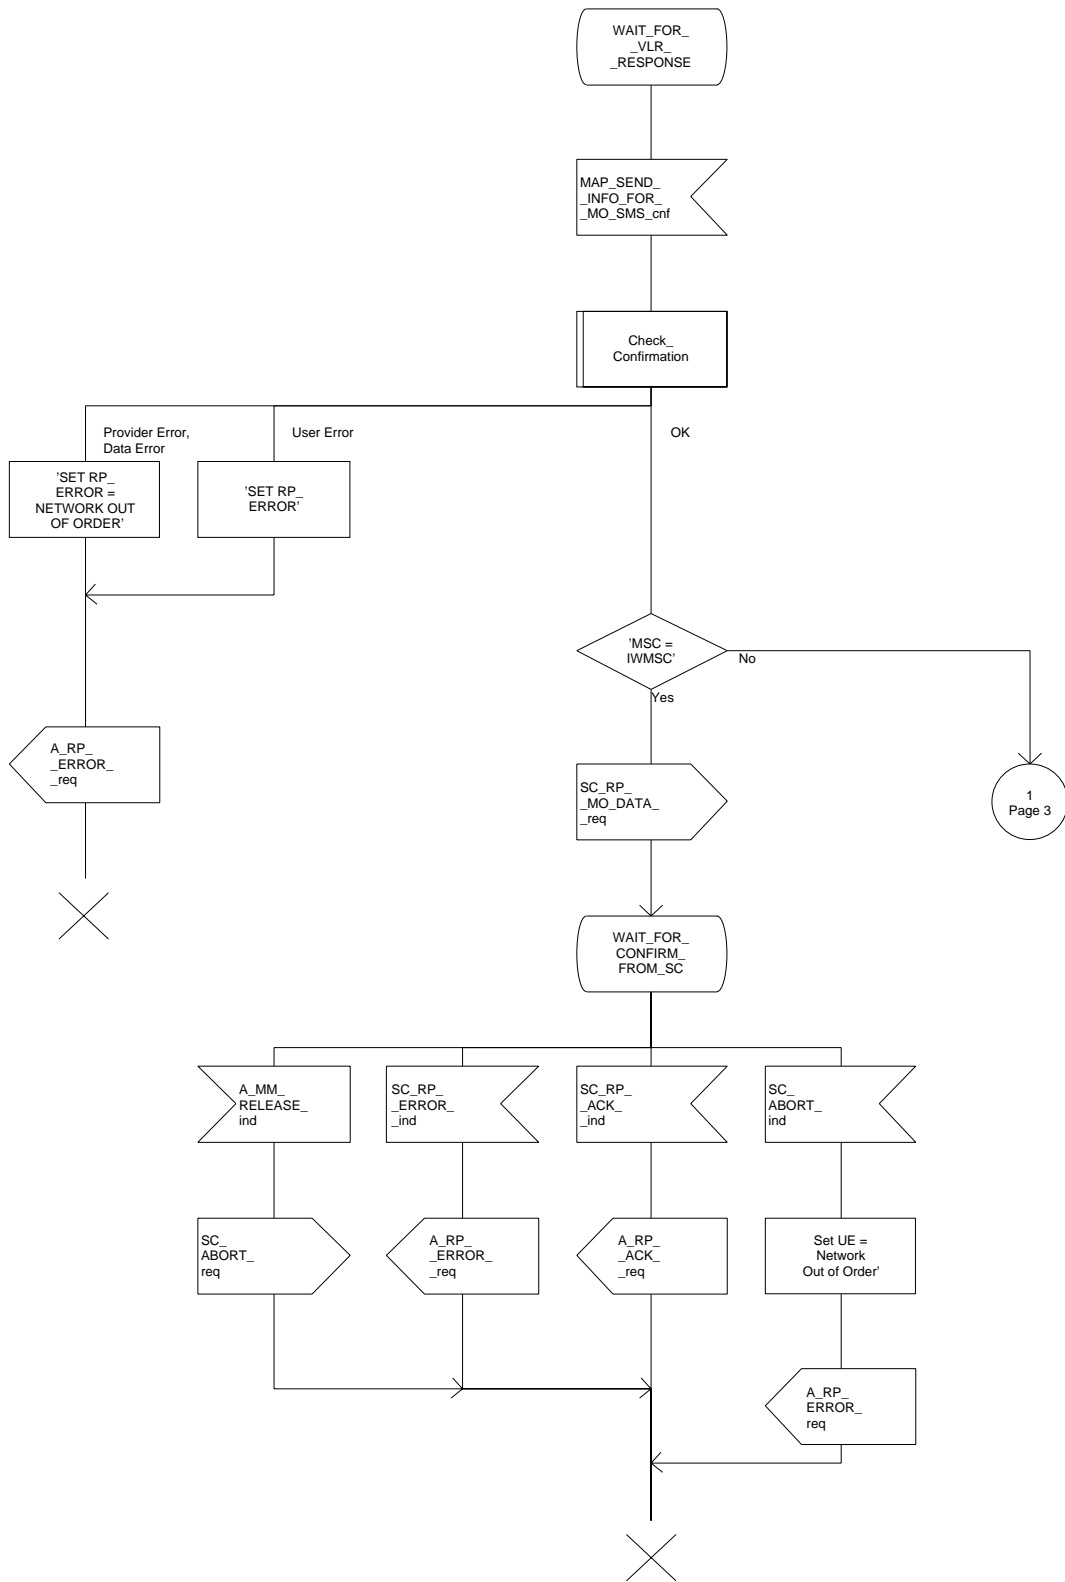 WAIT_FOR_
_VLR_
_RESPONSE
MAP_SEND_
_INFO_FOR_
_MO_SMS_cnf
Check_
Confirmation
Provider Error,
Data Error
User Error
OK
'SET RP_
ERROR =
NETWORK OUT
OF ORDER'
'SET RP_
ERROR'
'MSC =
IWMSC'
No
Yes
A_RP_
_ERROR_
_req
SC_RP_
_MO_DATA_
_req
1
Page 3
WAIT_FOR_
CONFIRM_
FROM_SC
A_MM_
RELEASE_
ind
SC_RP_
_ERROR_
_ind
SC_RP_
_ACK_
_ind
SC_
ABORT_
ind
SC_
ABORT_
req
A_RP_
_ERROR_
_req
A_RP_
_ACK_
_req
Set UE =
Network
Out of Order'
A_RP_
ERROR_
req